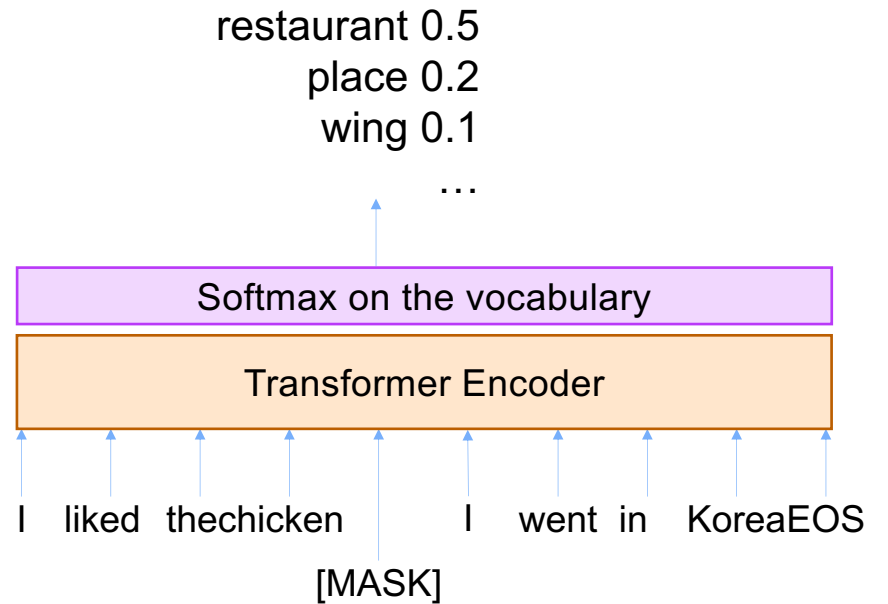 restaurant 0.5
place 0.2
wing 0.1
…
Softmax on the vocabulary
Transformer Encoder
I liked thechicken I went in KoreaEOS
[MASK]